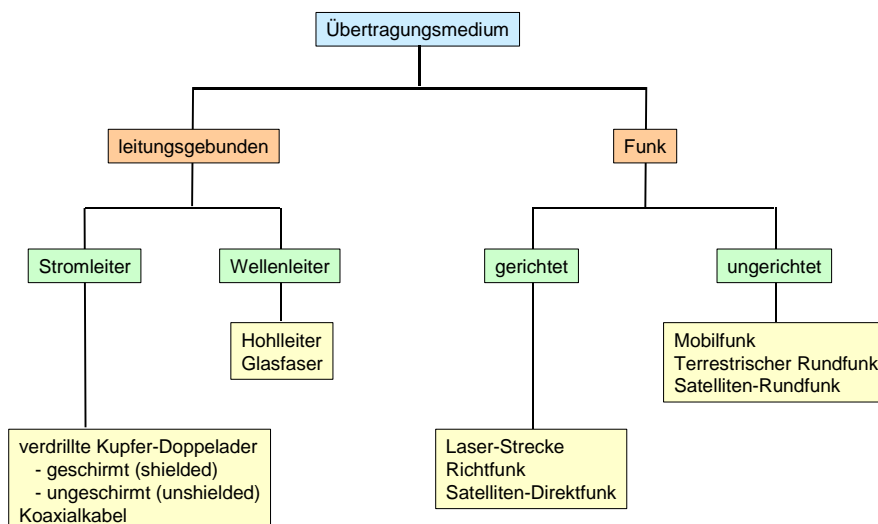 Übertragungsmedium
leitungsgebunden
Funk
Stromleiter
Wellenleiter
gerichtet
ungerichtet
Hohlleiter
Glasfaser
Mobilfunk
Terrestrischer Rundfunk
Satelliten-Rundfunk
verdrillte Kupfer-Doppelader
- geschirmt (shielded)
- ungeschirmt (unshielded)
Koaxialkabel
Laser-Strecke
Richtfunk
Satelliten-Direktfunk